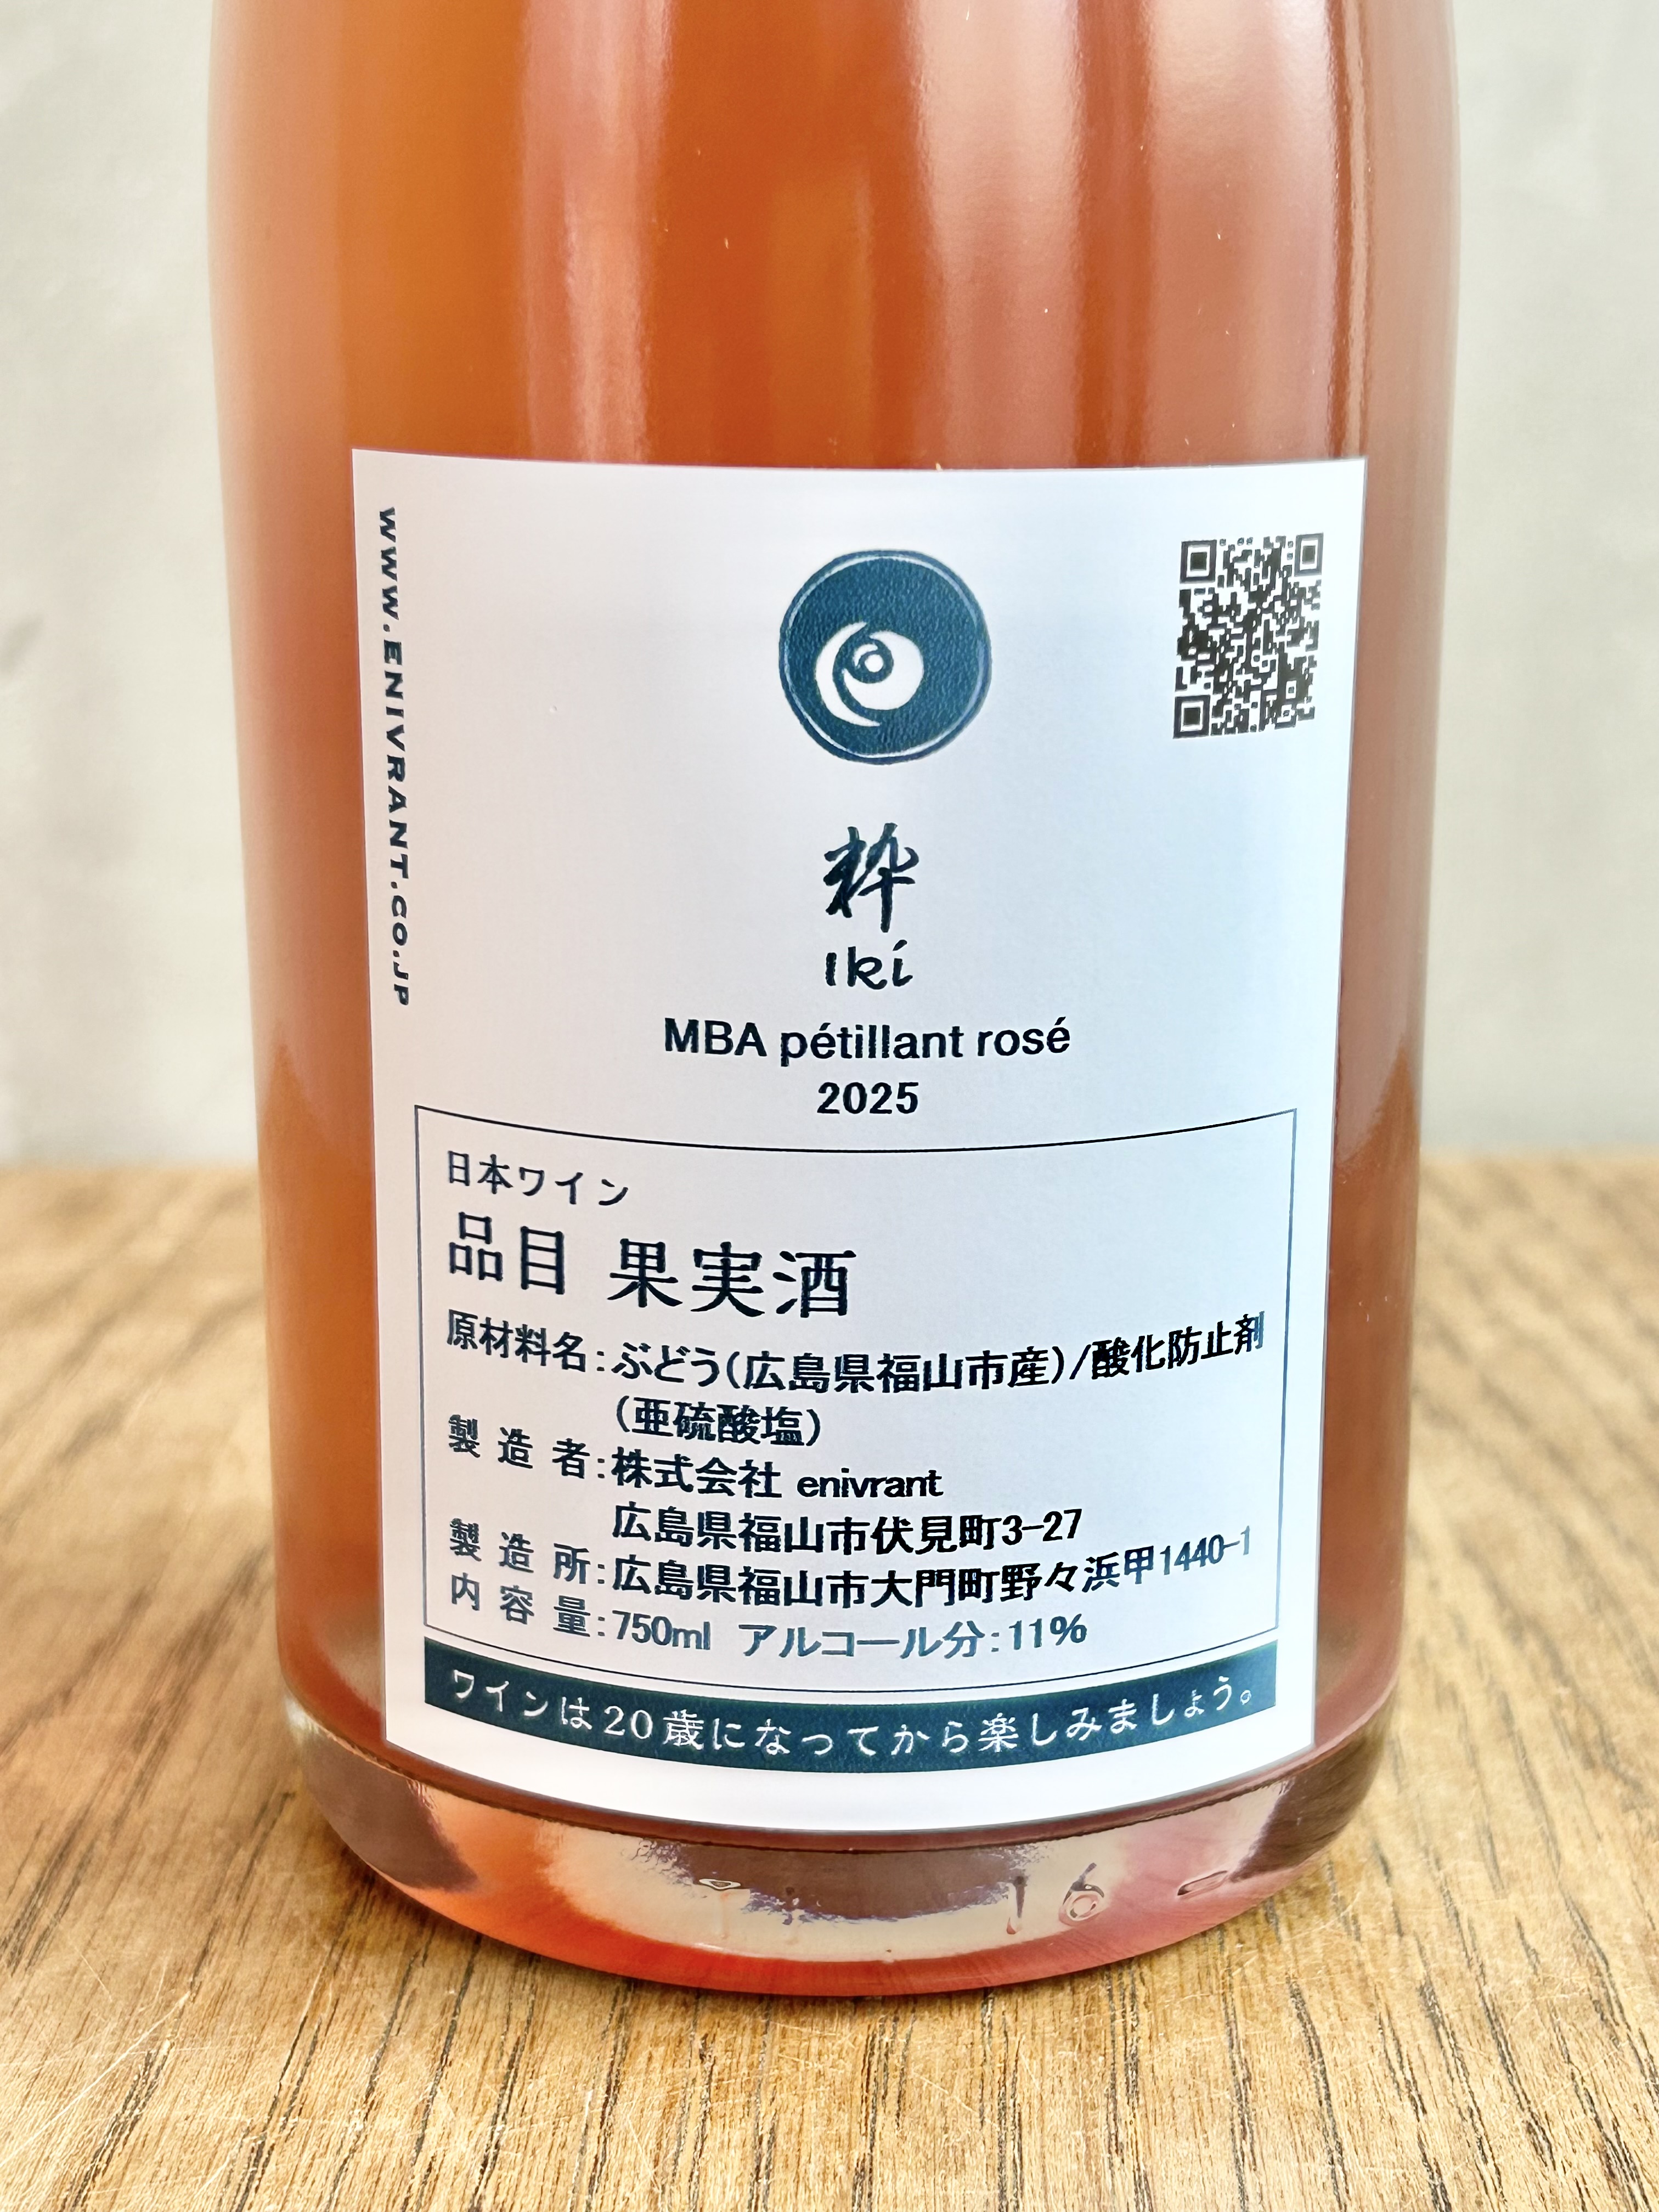 WWW.ENIVRANT.CO.JP
粋
iki
MBA pétillant rosé
2025
日本ワイン
品目 果実酒
原材料名:ぶどう(広島県福山市産)/酸化防止剤
(亜硫酸塩)
製造者:株式会社 enivrant
広島県福山市伏見町3-27
製造所:広島県福山市大門町野々浜甲1440-1
内容量:750ml アルコール分:11%
ワインは20歳になってから楽しみましょう。
16